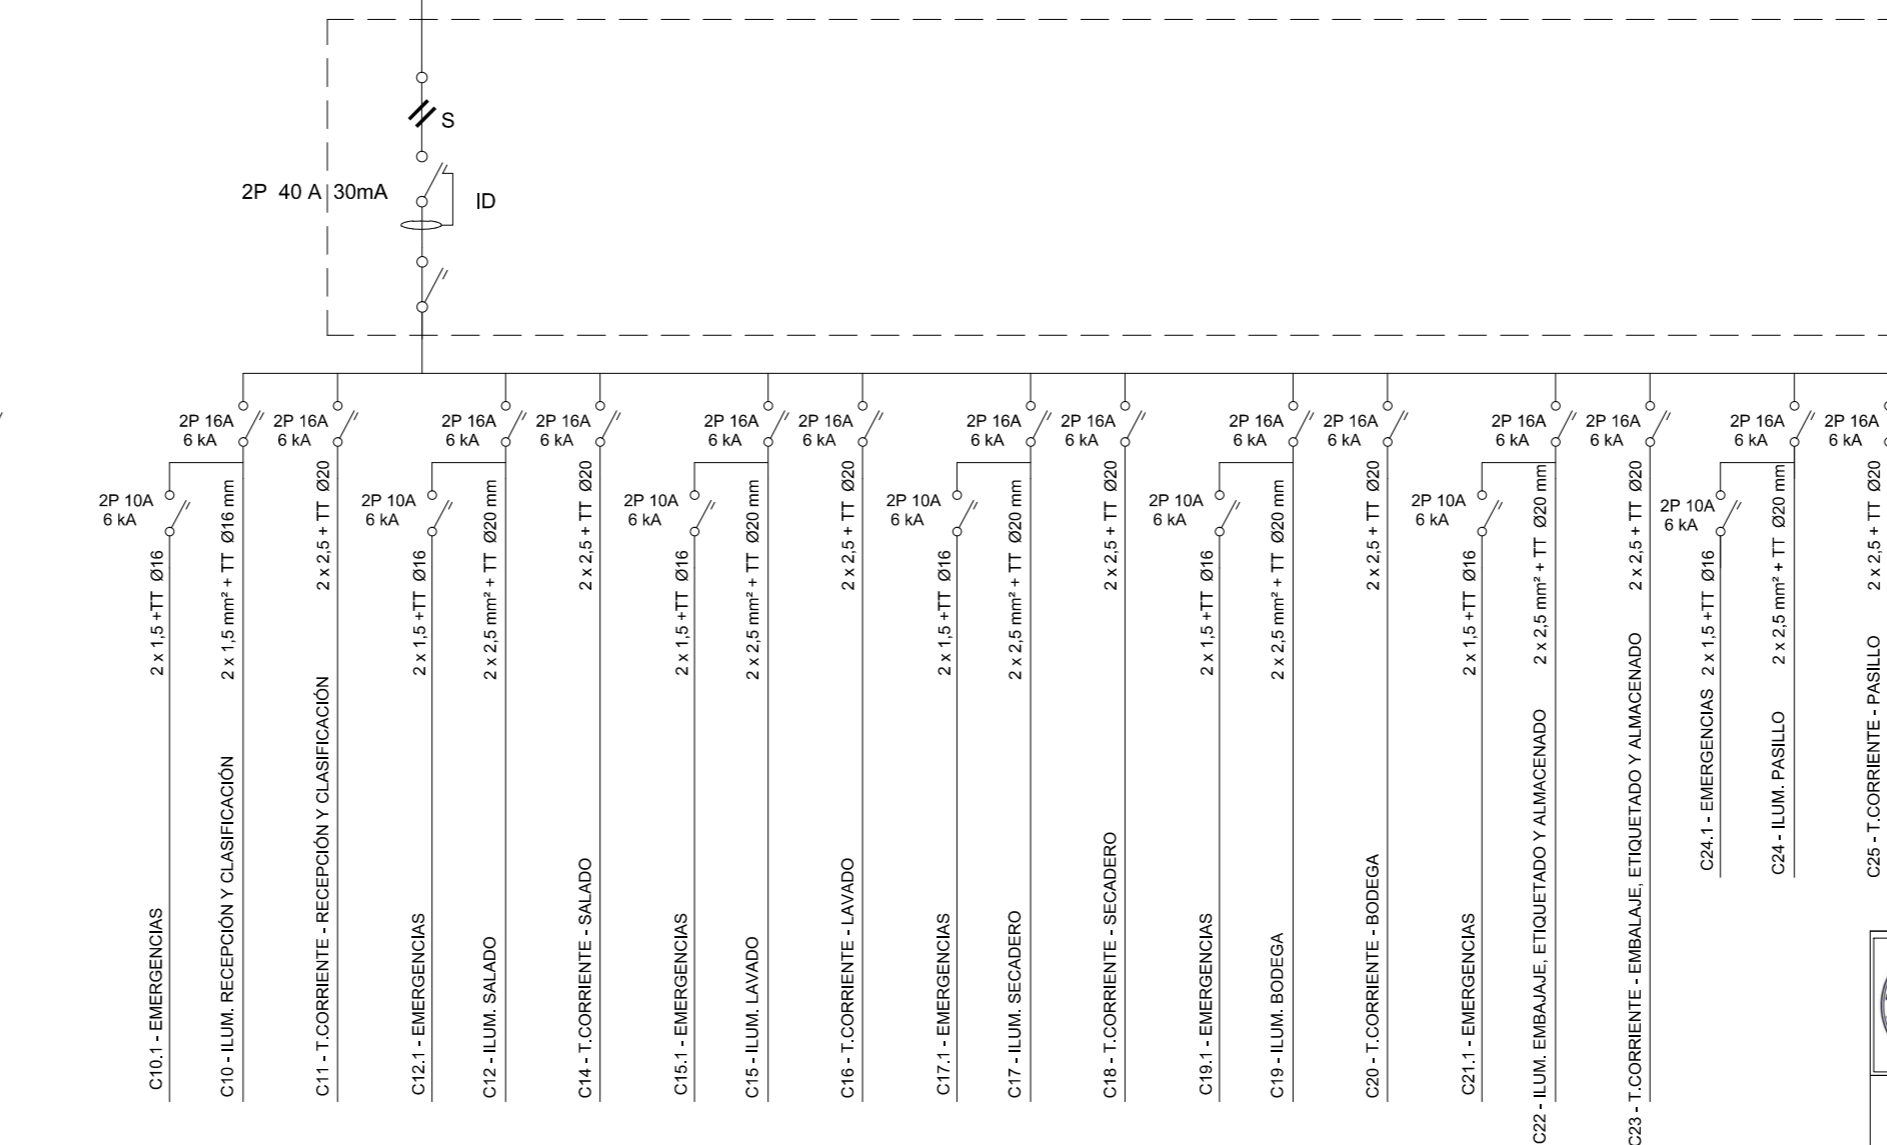 S
2P 40 A 30mA
ID
2P 16A
6 kA
2P 16A
6 kA
2P 16A
6 kA
2P 16A
6 kA
2P 16A
6 kA
2P 16A
6 kA
2P 16A
6 kA
2P 16A
6 kA
2P 16A
6 kA
2P 16A
6 kA
2P 16A
6 kA
2P 16A
6 kA
2P 16A
6 kA
2P 16A
6 kA
2P 10A
6 kA
2P 10A
6 kA
2P 10A
6 kA
2P 10A
6 kA
2P 10A
6 kA
2P 10A
6 kA
2P 10A
6 kA
C10.1 - EMERGENCIAS 2 x 1,5 +TT Ø16
C10 - ILUM. RECEPCIÓN Y CLASIFICACIÓN 2 x 1,5 mm² + TT Ø16 mm
C11 - T.CORRIENTE - RECEPCIÓN Y CLASIFICACIÓN 2 x 2,5 + TT Ø20
C12.1 - EMERGENCIAS 2 x 1,5 +TT Ø16
C12 - ILUM. SALADO 2 x 2,5 mm² + TT Ø20 mm
C14 - T.CORRIENTE - SALADO 2 x 2,5 + TT Ø20
C15.1 - EMERGENCIAS 2 x 1,5 +TT Ø16
C15 - ILUM. LAVADO 2 x 2,5 mm² + TT Ø20 mm
C16 - T.CORRIENTE - LAVADO 2 x 2,5 + TT Ø20
C17.1 - EMERGENCIAS 2 x 1,5 +TT Ø16
C17 - ILUM. SECADERO 2 x 2,5 mm² + TT Ø20 mm
C18 - T.CORRIENTE - SECADERO 2 x 2,5 + TT Ø20
C19.1 - EMERGENCIAS 2 x 1,5 +TT Ø16
C19 - ILUM. BODEGA 2 x 2,5 mm² + TT Ø20 mm
C20 - T.CORRIENTE - BODEGA 2 x 2,5 + TT Ø20
C21.1 - EMERGENCIAS 2 x 1,5 +TT Ø16
C22 - ILUM. EMBAJAJE, ETIQUETADO Y ALMACENADO 2 x 2,5 mm² + TT Ø20 mm
C23 - T.CORRIENTE - EMBALAJE, ETIQUETADO Y ALMACENADO 2 x 2,5 + TT Ø20
C24.1 - EMERGENCIAS 2 x 1,5 +TT Ø16
C24 - ILUM. PASILLO 2 x 2,5 mm² + TT Ø20 mm
C25 - T.CORRIENTE - PASILLO 2 x 2,5 + TT Ø20